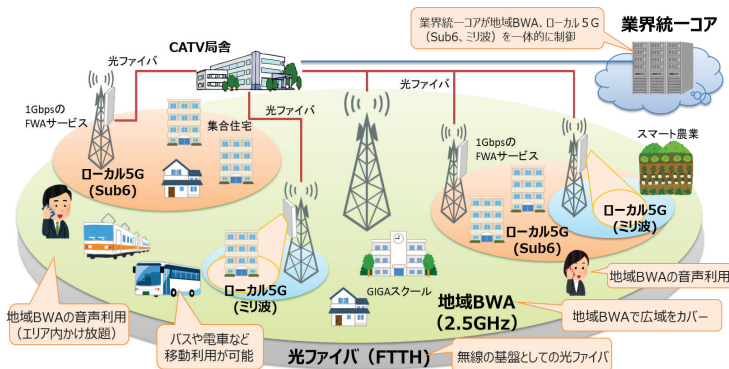 業界統一コアが地域BWA、ローカル5G
(Sub6、ミリ波)を一体的に制御
業界統一コア
CATV局舎
光ファイバ
光ファイバ
光ファイバ
光ファイバ
1Gbpsの
FWAサービス
集合住宅
ローカル5G
(Sub6)
1Gbpsの
FWAサービス
スマート農業
ローカル5G
(ミリ波)
ローカル5G
(Sub6)
ローカル5G
(ミリ波)
GIGAスクール
地域BWAの音声利用
地域BWAの音声利用
(エリア内かけ放題)
バスや電車など
移動利用が可能
地域BWA
(2.5GHz)
地域BWAで広域をカバー
光ファイバ(FTTH)
無線の基盤としての光ファイバ